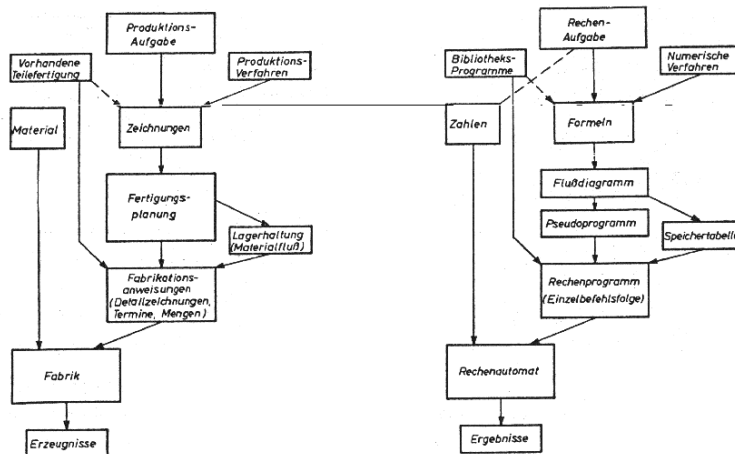 Produktions-
Aufgabe
Vorhandene
Teilefertigung
Produktions-
Verfahren
Material
Zeichnungen
Fertigungs-
planung
Lagerhaltung
(Materialfluß)
Fabrikations-
anweisungen
(Detailzeichnungen,
Termine, Mengen)
Fabrik
Erzeugnisse
Rechen-
Aufgabe
Bibliotheks-
Programme
Numerische
Verfahren
Zahlen
Formeln
Flußdiagramm
Pseudoprogramm
Speichertabelle
Rechenprogramm
(Einzelbefehlsfolge)
Rechenautomat
Ergebnisse